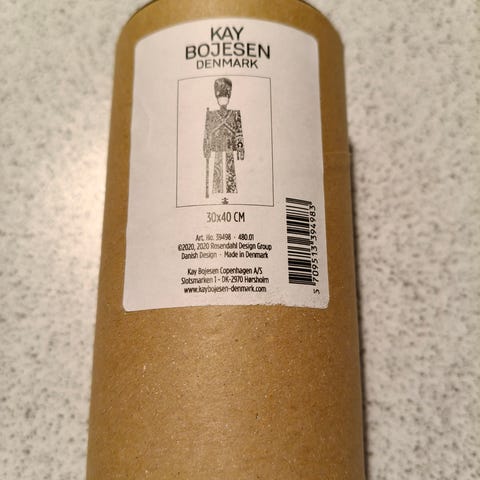 KAY
BOJESEN
DENMARK
30x40 CM
Art. No. 39498 - 480.01
©2020, 2020 Rosendahl Design Group
Danish Design - Made in Denmark
Kay Bojesen Copenhagen A/S
Slotsmarken 1 - DK-2970 Hørsholm
www.kaybojesen-denmark.com
5 709513 394983